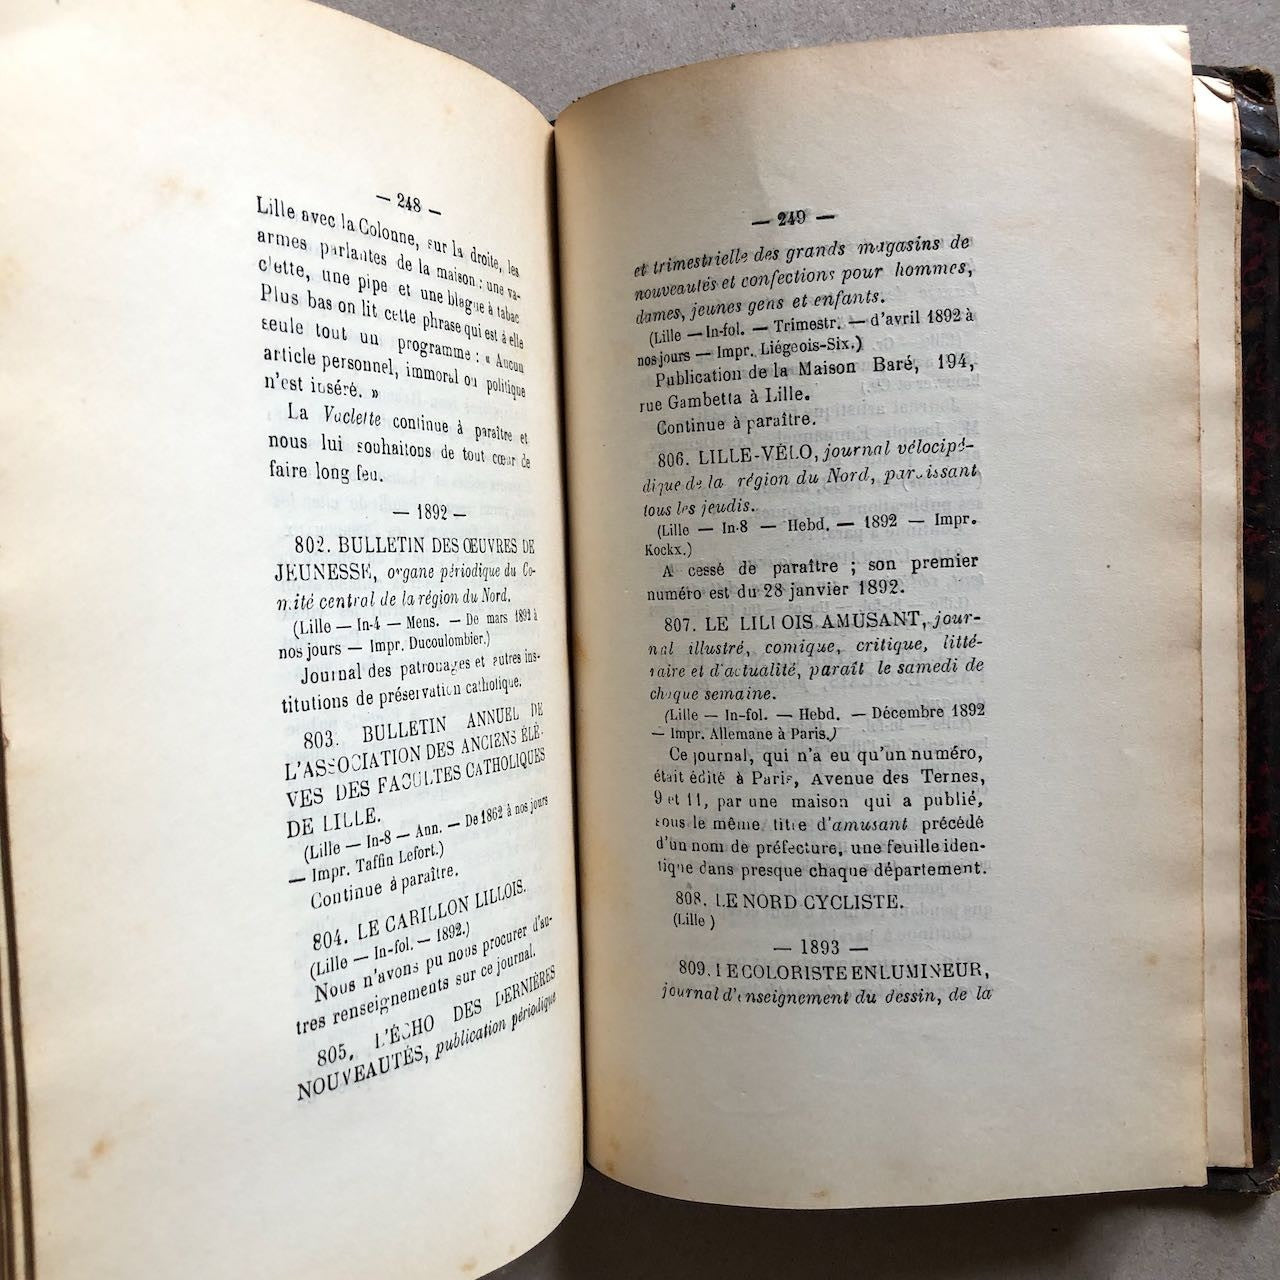 — 248 —
Lille avec la Colonne, sur la droite, les
armes parlantes de la maison : une va-
clette, une pipe et une blague à tabac
Plus bas on lit cette phrase qui est à elle
seule tout un programme : « Aucun
article personnel, immoral ou politique
n'est inséré. »
La Vaclette continue à paraître et
nous lui souhaitons de tout cœur de
faire long feu.
— 1892 —
802. BULLETIN DES ŒUVRES DE
JEUNESSE, organe périodique du Co-
mité central de la région du Nord.
(Lille — In-4 — Mens. — De mars 1892 à
nos jours — Impr. Ducoulombier.)
Journal des patronages et autres ins-
titutions de préservation catholique.
803. BULLETIN ANNUEL DE
L'ASSOCIATION DES ANCIENS ÉLÈ-
VES DES FACULTES CATHOLIQUES
DE LILLE.
(Lille — In-8 — Ann. — De 1862 à nos jours
— Impr. Taffin Lefort.)
Continue à paraître.
804. LE CARILLON LILLOIS.
(Lille — In-fol. — 1892.)
Nous n'avons pu nous procurer d'au-
tres renseignements sur ce journal.
805. L'ÉCHO DES DERNIÈRES
NOUVEAUTÉS, publication périodique
— 249 —
et trimestrielle des grands magasins de
nouveautés et confections pour hommes,
dames, jeunes gens et enfants.
(Lille — In-fol. — Trimestr. — d'avril 1892 à
nos jours — Impr. Liégeois-Six.)
Publication de la Maison Baré, 194,
rue Gambetta à Lille.
Continue à paraître.
806. LILLE-VÉLO, journal vélocipé-
dique de la région du Nord, paraissant
tous les jeudis.
(Lille — In-8 — Hebd. — 1892 — Impr.
Kockx.)
A cessé de paraître ; son premier
numéro est du 28 janvier 1892.
807. LE LILLOIS AMUSANT, jour-
nal illustré, comique, critique, litté-
raire et d'actualité, paraît le samedi de
chaque semaine.
(Lille — In-fol. — Hebd. — Décembre 1892
— Impr. Allemane à Paris.)
Ce journal, qui n'a eu qu'un numéro,
était édité à Paris, Avenue des Ternes,
9 et 11, par une maison qui a publié,
sous le même titre d'amusant précédé
d'un nom de préfecture, une feuille iden-
tique dans presque chaque département.
808. LE NORD CYCLISTE.
(Lille )
— 1893 —
809. LE COLORISTE ENLUMINEUR,
journal d'enseignement du dessin, de la